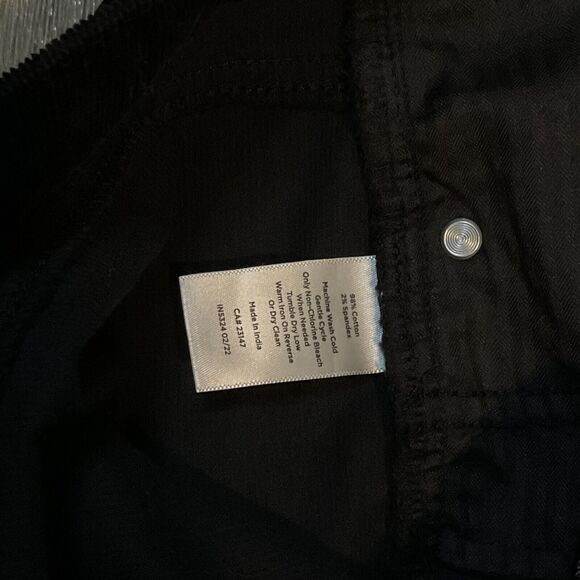 98% Cotton
2% Spandex
Machine Wash Cold
Gentle Cycle
Only Non-Chlorine Bleach
When Needed
Tumble Dry Low
Warm Iron On Reverse
Or Dry Clean
Made In India
CA# 23147
IN5324 02/22